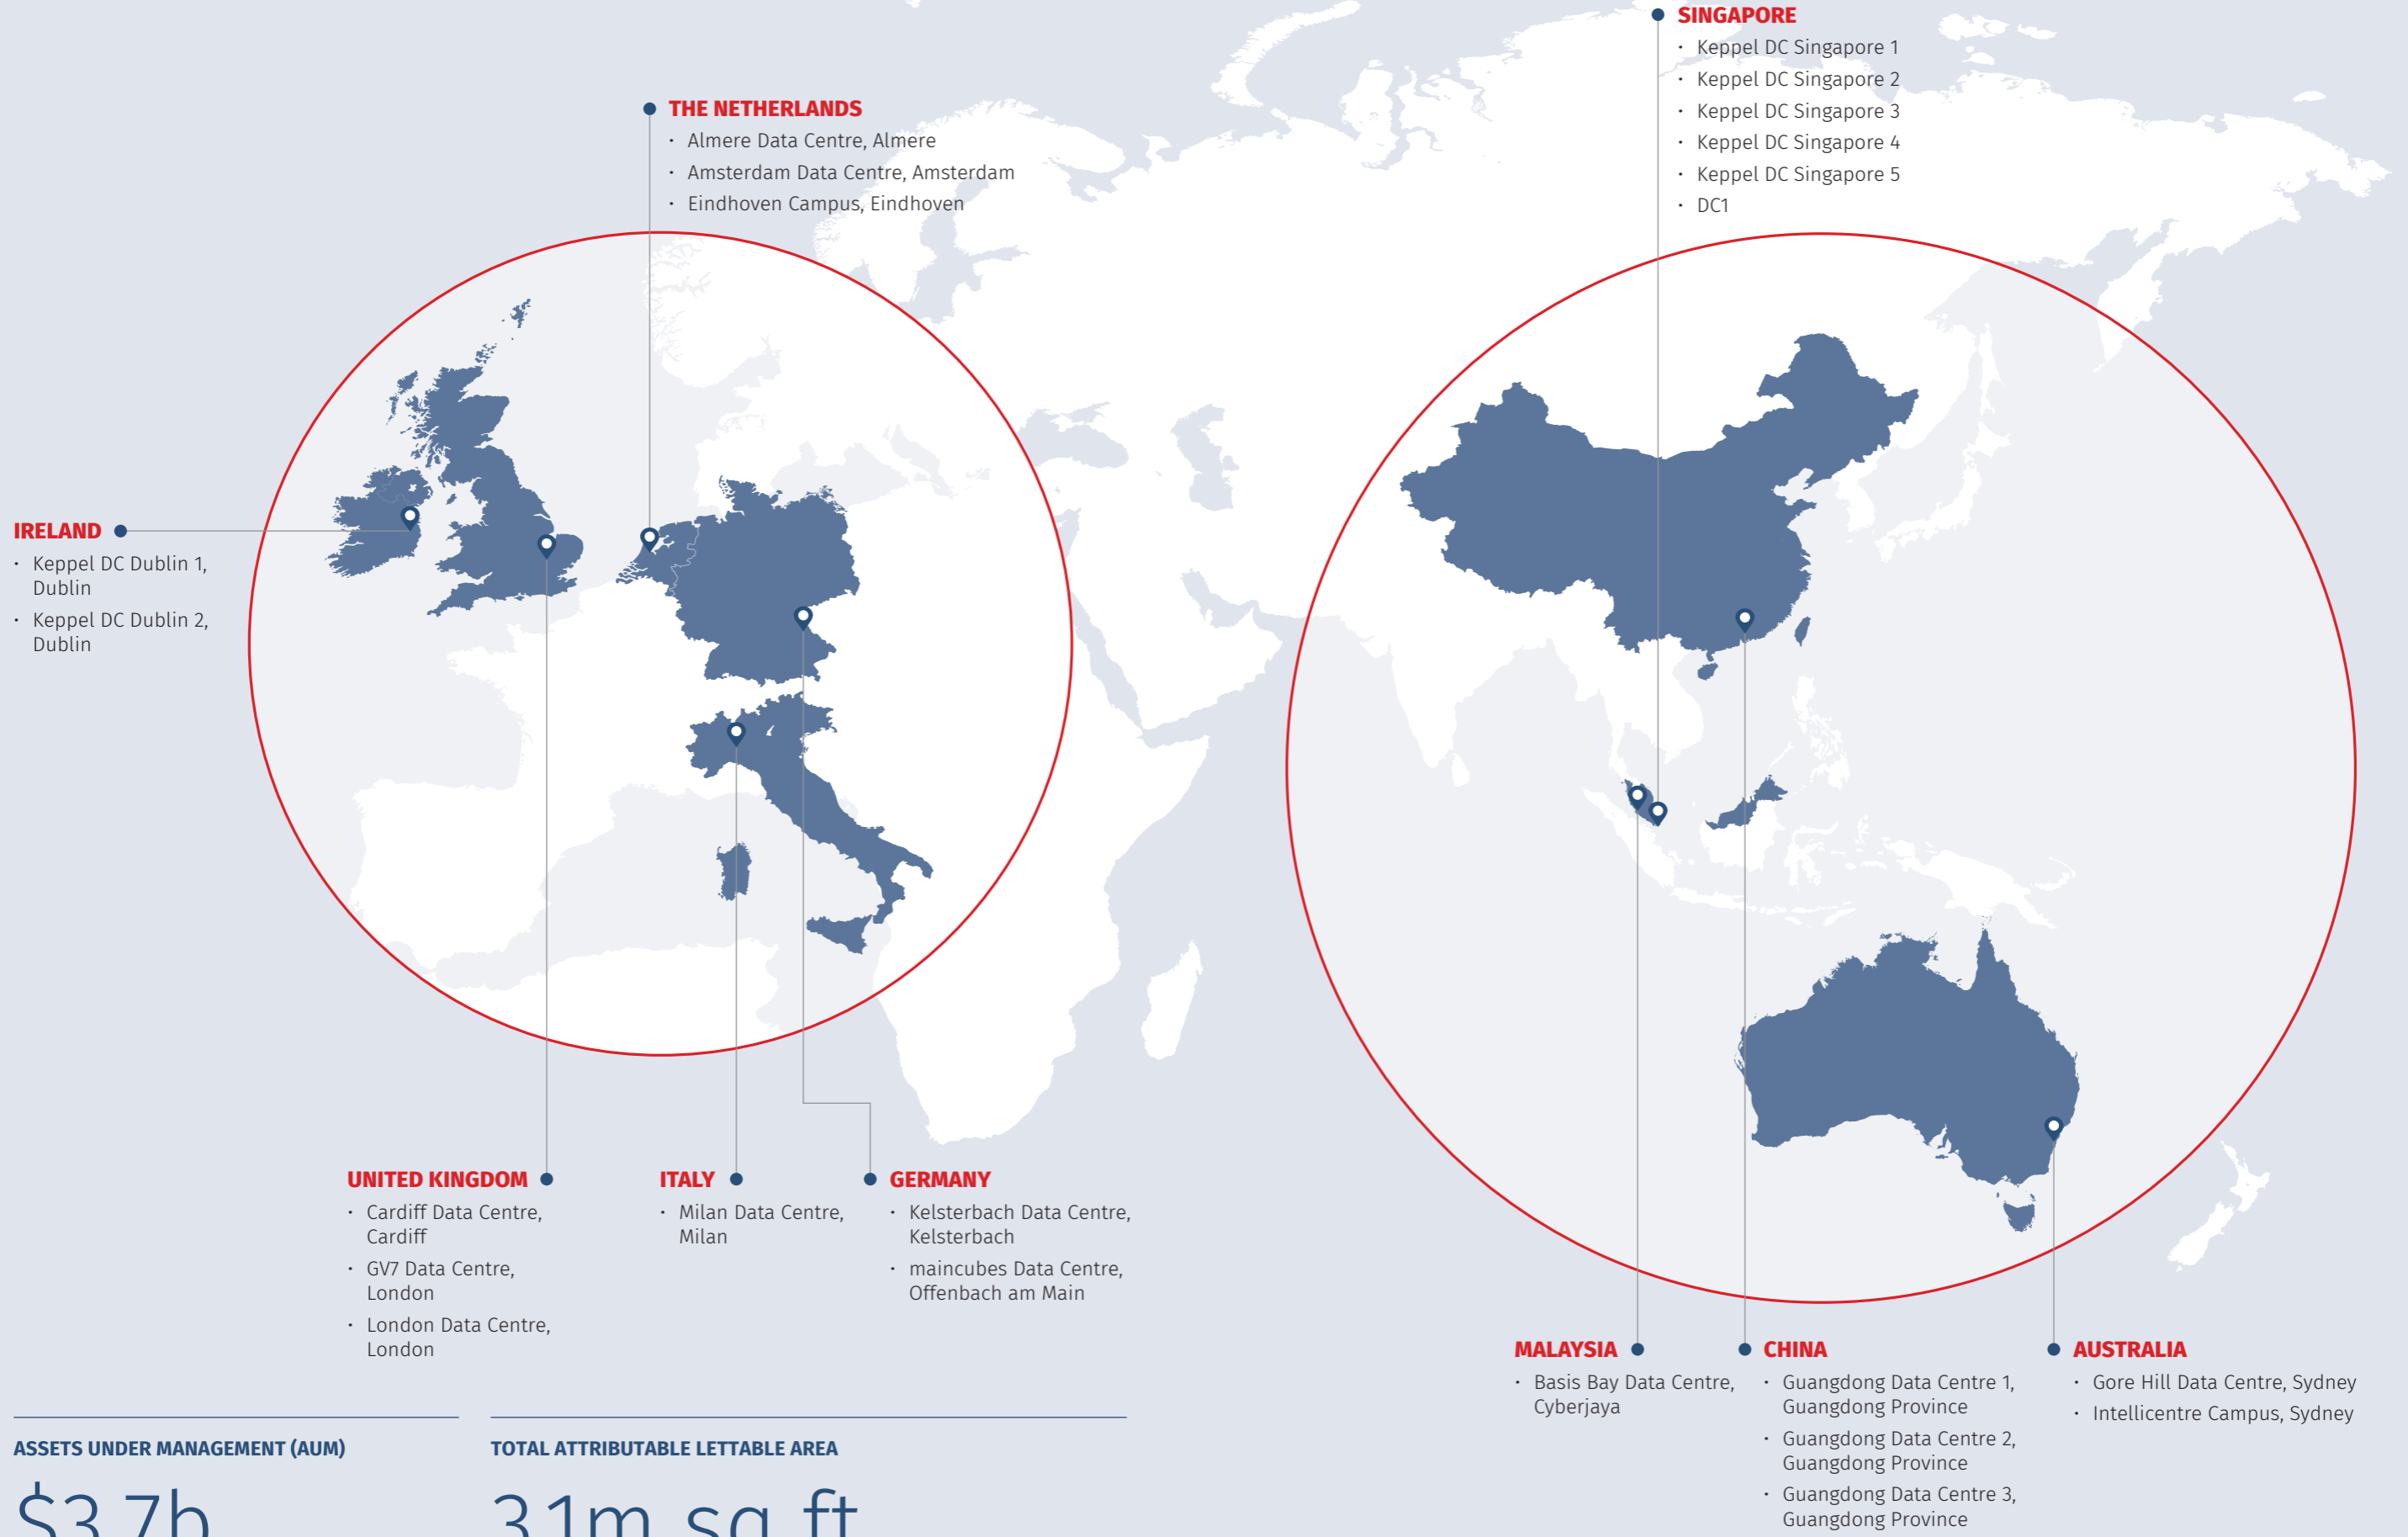 SINGAPORE
· Keppel DC Singapore 1
· Keppel DC Singapore 2
· Keppel DC Singapore 3
· Keppel DC Singapore 4
· Keppel DC Singapore 5
· DC1
THE NETHERLANDS
· Almere Data Centre, Almere
· Amsterdam Data Centre, Amsterdam
· Eindhoven Campus, Eindhoven
IRELAND
· Keppel DC Dublin 1,
Dublin
· Keppel DC Dublin 2,
Dublin
UNITED KINGDOM
· Cardiff Data Centre,
Cardiff
· GV7 Data Centre,
London
· London Data Centre,
London
ITALY
· Milan Data Centre,
Milan
GERMANY
· Kelsterbach Data Centre,
Kelsterbach
· maincubes Data Centre,
Offenbach am Main
MALAYSIA
· Basis Bay Data Centre,
Cyberjaya
CHINA
· Guangdong Data Centre 1,
Guangdong Province
· Guangdong Data Centre 2,
Guangdong Province
· Guangdong Data Centre 3,
Guangdong Province
AUSTRALIA
· Gore Hill Data Centre, Sydney
· Intellicentre Campus, Sydney
ASSETS UNDER MANAGEMENT (AUM)
$3.7b
TOTAL ATTRIBUTABLE LETTABLE AREA
3.1m sq ft